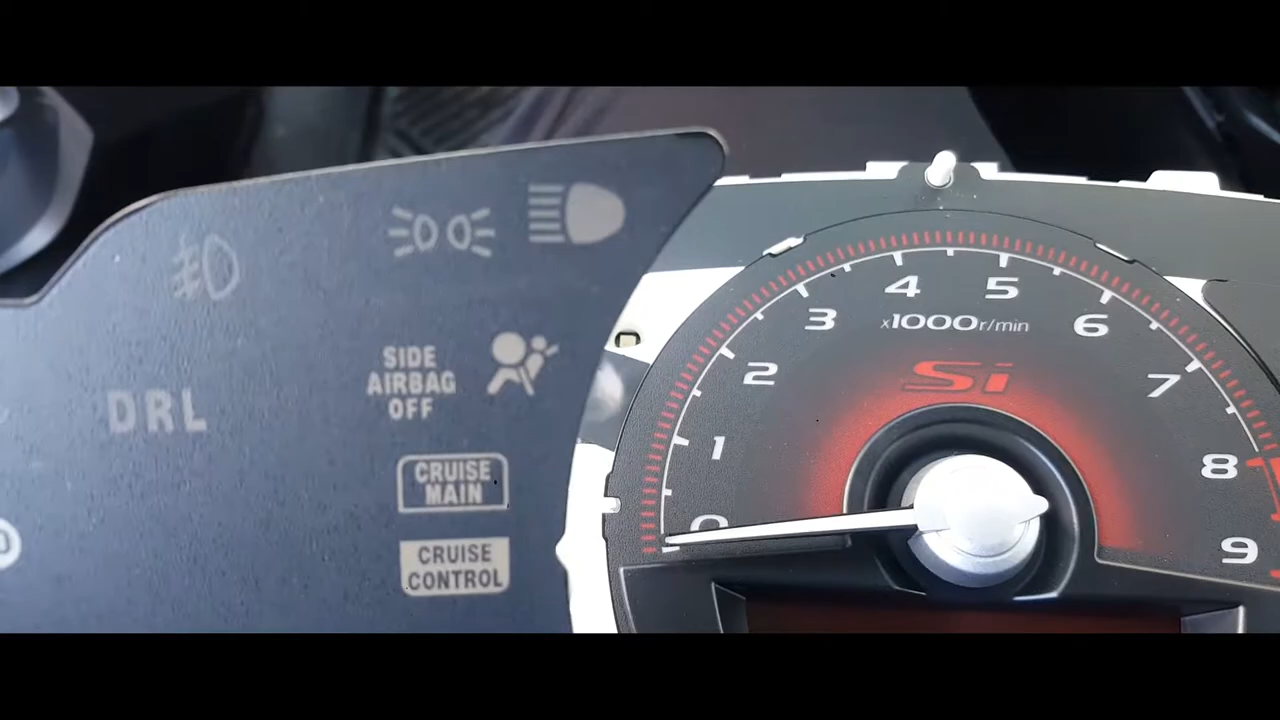 SIDE
AIRBAG
OFF
DRL
CRUISE
MAIN
CRUISE
CONTROL
0
1
2
3
4
5
6
7
8
9
x1000r/min
Si